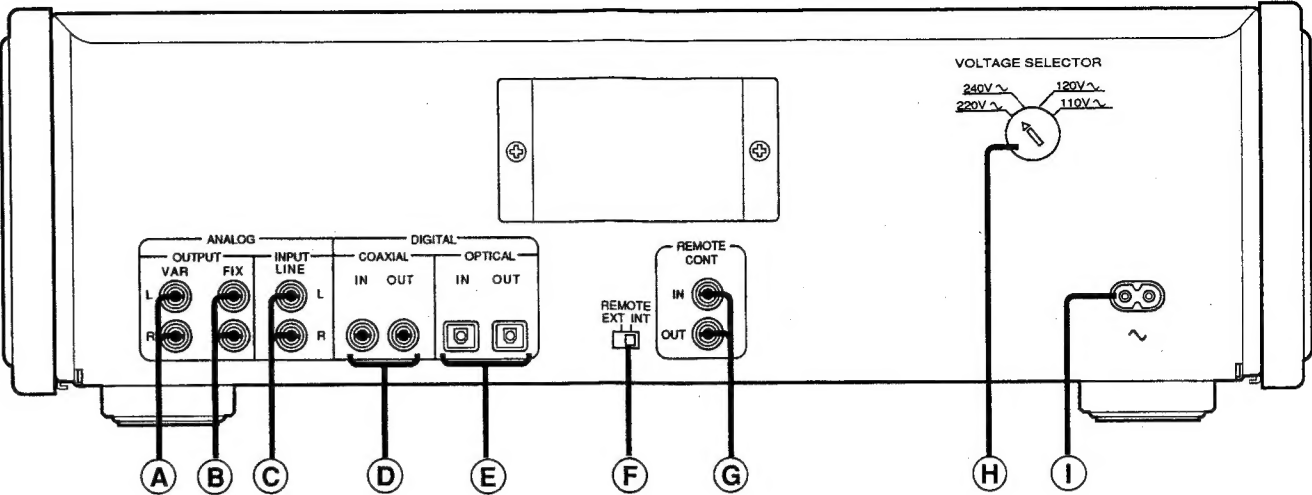 VOLTAGE SELECTOR
240V∿ 120V∿
220V∿ 110V∿
ANALOG DIGITAL
OUTPUT INPUT COAXIAL OPTICAL
VAR FIX LINE
IN OUT IN OUT
L L
R R
REMOTE
CONT
IN
OUT
REMOTE
EXT INT
∿
A B C D E F G H I